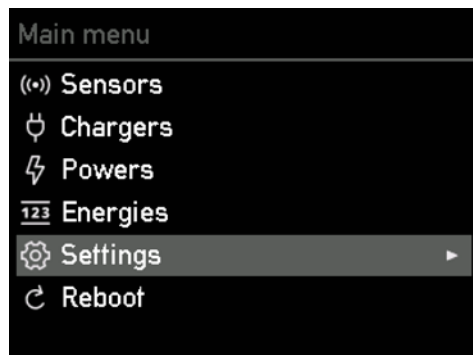 Main menu
Sensors
Chargers
Powers
123 Energies
Settings
Reboot